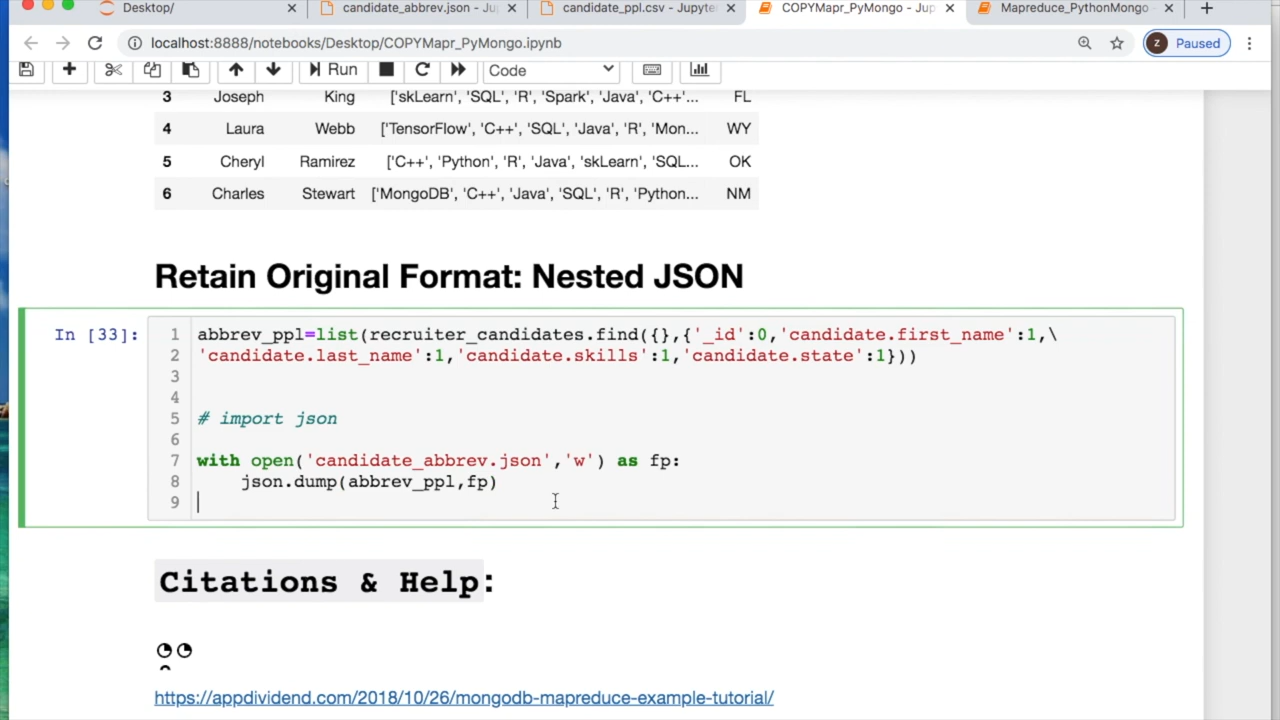 Desktop/
candidate_abbrev.json - Ju
candidate_ppl.csv - Jupyte
COPYMapr_PyMongo - Jup
Mapreduce_PythonMongo -
localhost:8888/notebooks/Desktop/COPYMapr_PyMongo.ipynb
z Paused
Run
Code
3 Joseph King ['skLearn', 'SQL', 'R', 'Spark', 'Java', 'C++'... FL
4 Laura Webb ['TensorFlow', 'C++', 'SQL', 'Java', 'R', 'Mon... WY
5 Cheryl Ramirez ['C++', 'Python', 'R', 'Java', 'skLearn', 'SQL... OK
6 Charles Stewart ['MongoDB', 'C++', 'Java', 'SQL', 'R', 'Python... NM
Retain Original Format: Nested JSON
In [33]:
1 abbrev_ppl=list(recruiter_candidates.find({},{'_id':0,'candidate.first_name':1,\
2 'candidate.last_name':1,'candidate.skills':1,'candidate.state':1}))
3
4
5 # import json
6
7 with open('candidate_abbrev.json','w') as fp:
8 json.dump(abbrev_ppl,fp)
9
Citations & Help:
https://appdividend.com/2018/10/26/mongodb-mapreduce-example-tutorial/